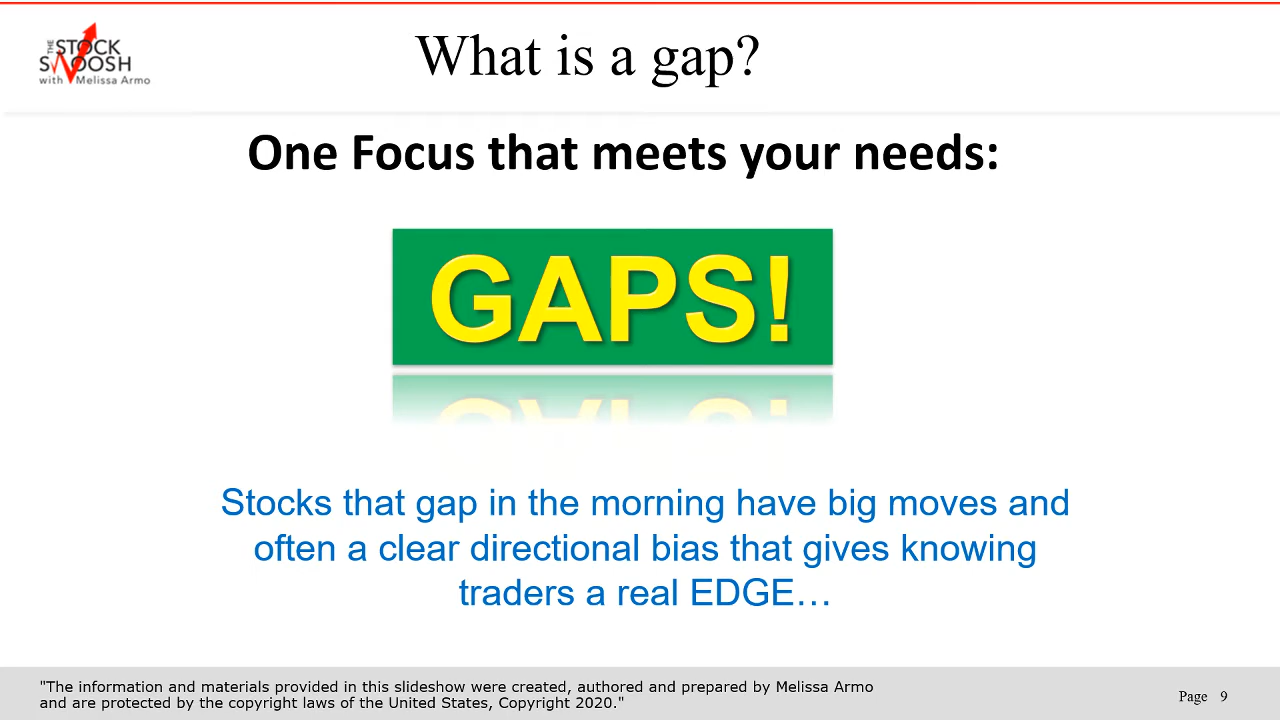 THE STOCK
SWOOSH
with Melissa Armo
What is a gap?
One Focus that meets your needs:
GAPS!
Stocks that gap in the morning have big moves and
often a clear directional bias that gives knowing
traders a real EDGE…
"The information and materials provided in this slideshow were created, authored and prepared by Melissa Armo
and are protected by the copyright laws of the United States, Copyright 2020."
Page 9